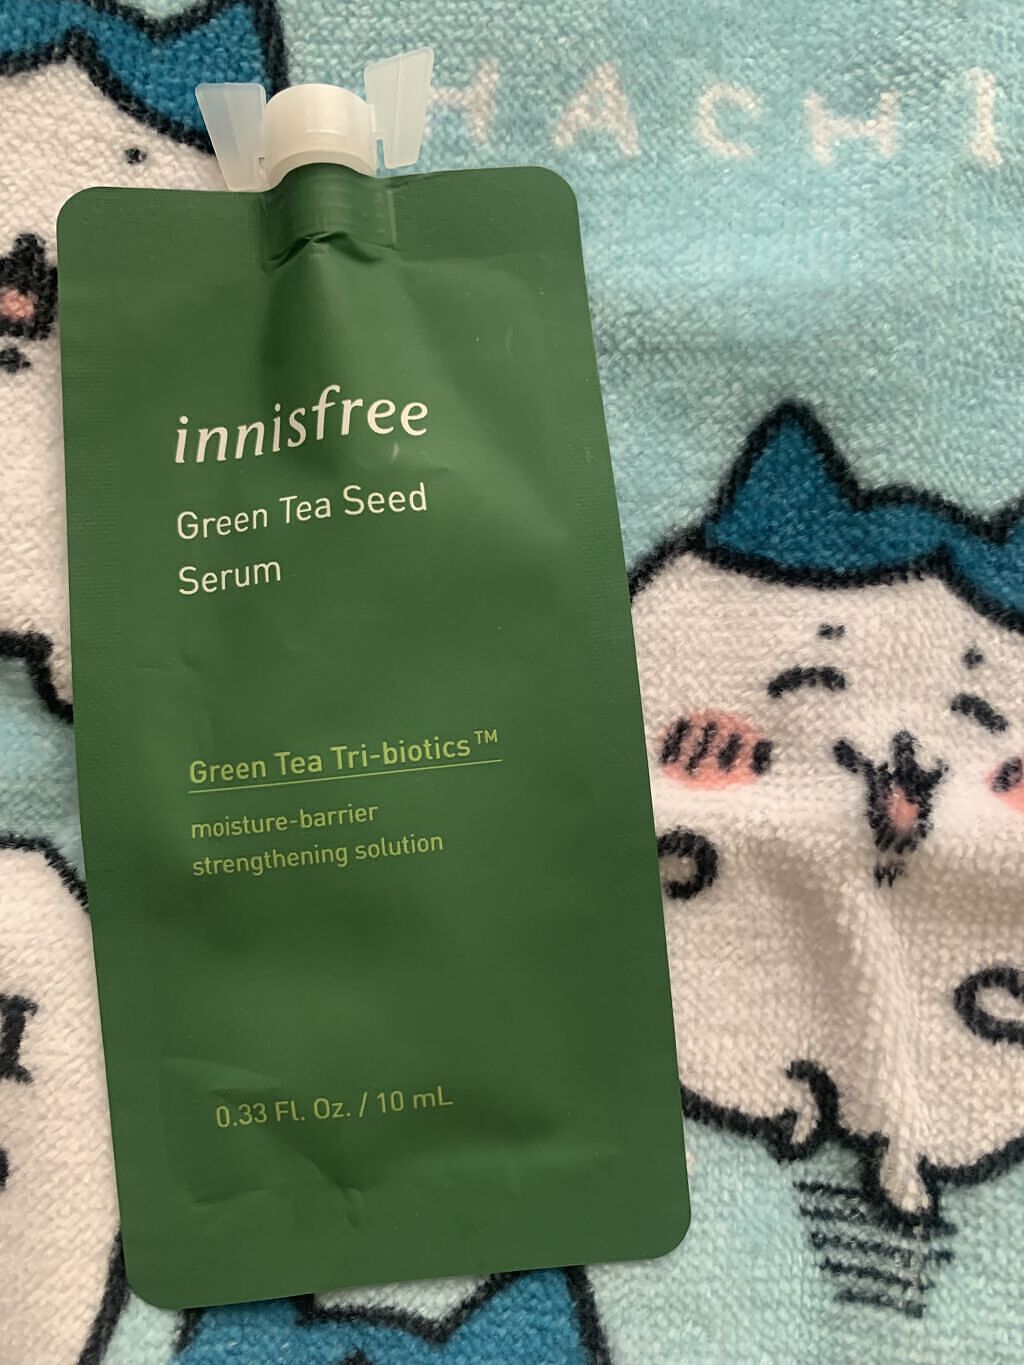 HACHI
innisfree
Green Tea Seed
Serum
Green Tea Tri-biotics™
moisture-barrier
strengthening solution
0.33 Fl. Oz. / 10 mL